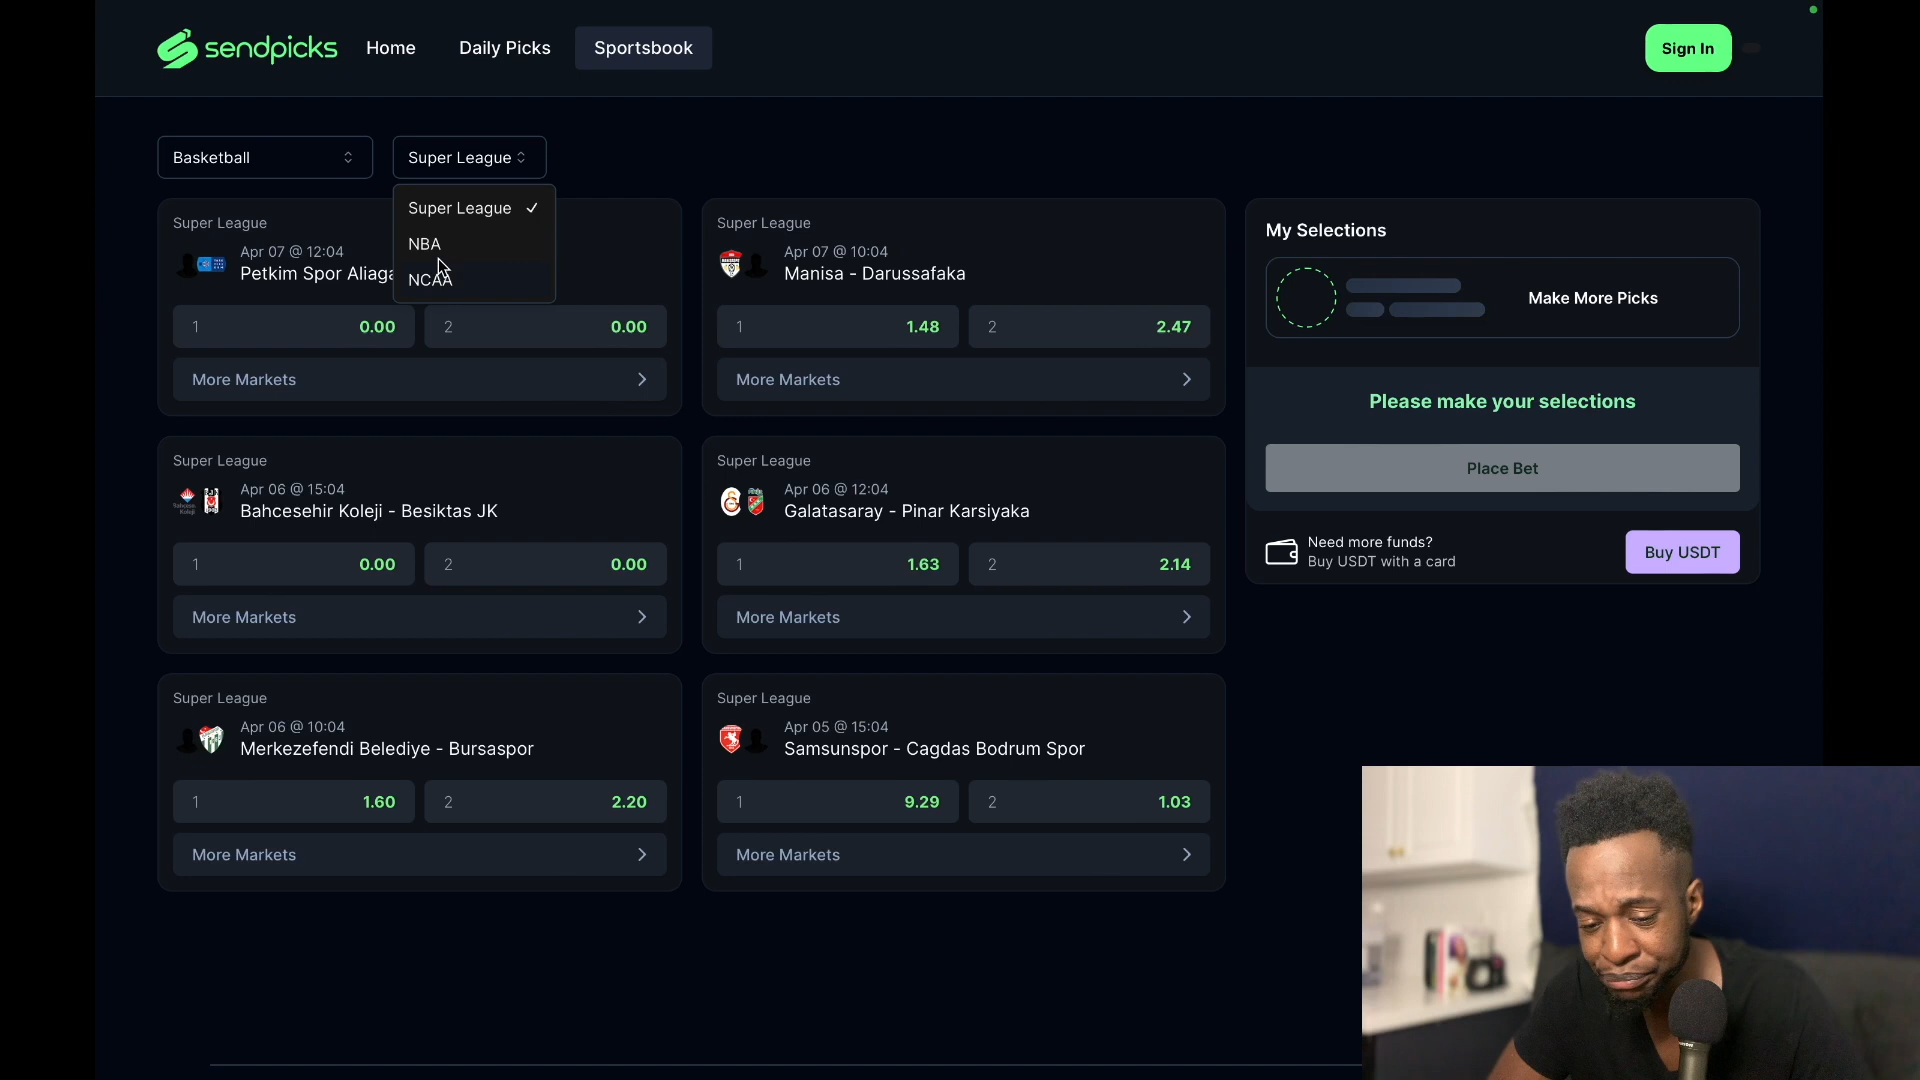 sendpicks
Home
Daily Picks
Sportsbook
Sign In
Basketball
Super League
Super League
NBA
NCAA
Super League
Apr 07 @ 12:04
Petkim Spor Aliaga
1 0.00
2 0.00
More Markets
Super League
Apr 07 @ 10:04
Manisa - Darussafaka
1 1.48
2 2.47
More Markets
Super League
Apr 06 @ 15:04
Bahcesehir Koleji - Besiktas JK
1 0.00
2 0.00
More Markets
Super League
Apr 06 @ 12:04
Galatasaray - Pinar Karsiyaka
1 1.63
2 2.14
More Markets
Super League
Apr 06 @ 10:04
Merkezefendi Belediye - Bursaspor
1 1.60
2 2.20
More Markets
Super League
Apr 05 @ 15:04
Samsunspor - Cagdas Bodrum Spor
1 9.29
2 1.03
More Markets
My Selections
Make More Picks
Please make your selections
Place Bet
Need more funds?
Buy USDT with a card
Buy USDT